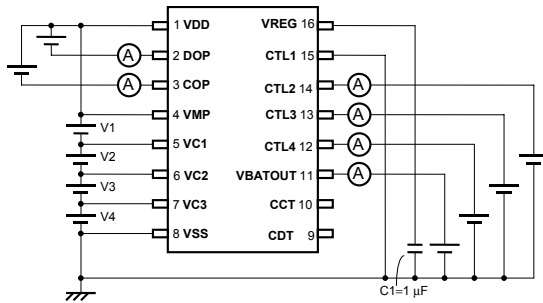 1 VDD
2 DOP
3 COP
4 VMP
5 VC1
6 VC2
7 VC3
8 VSS
VREG 16
CTL1 15
CTL2 14
CTL3 13
CTL4 12
VBATOUT 11
CCT 10
CDT 9
A
A
A
A
A
A
V1
V2
V3
V4
C1=1 μF